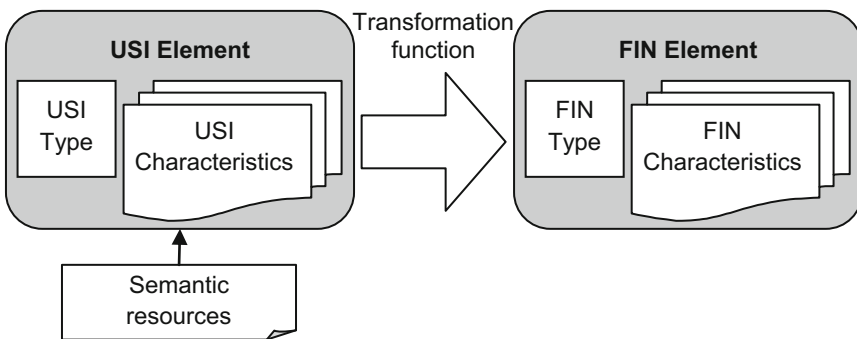 Transformation
function
USI Element
USI
Type
USI
Characteristics
FIN Element
FIN
Type
FIN
Characteristics
Semantic
resources